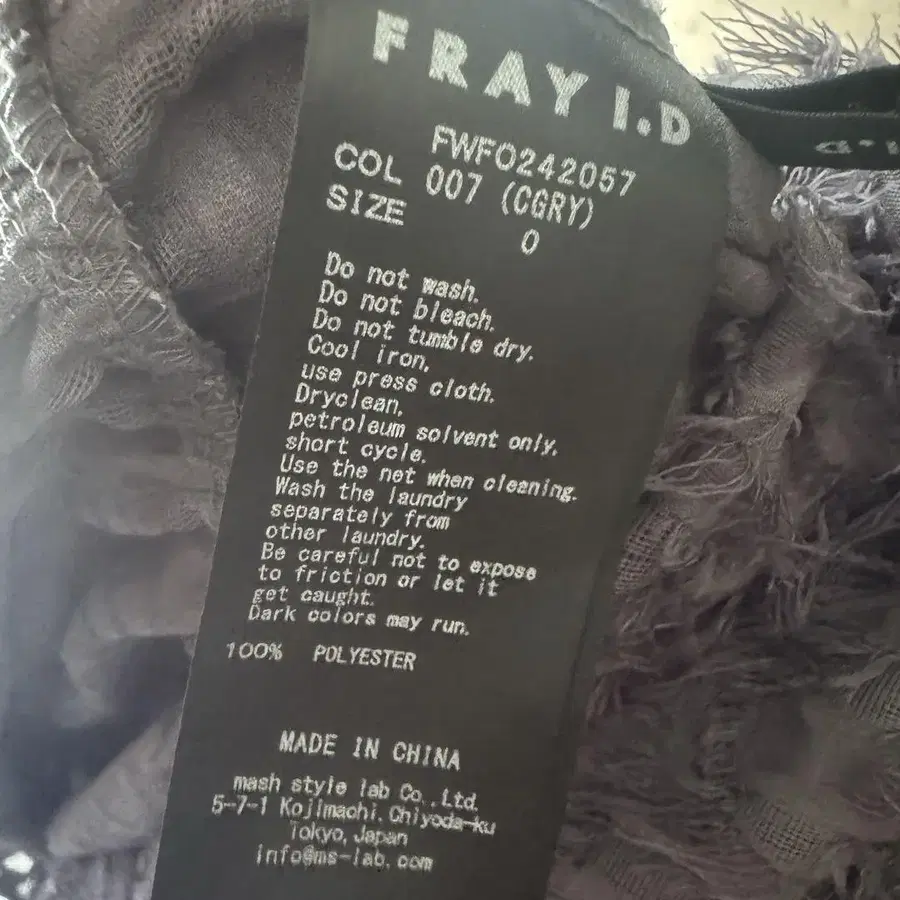 FRAY I.D
FWFO242057
COL 007 (CGRY)
SIZE 0
Do not wash.
Do not bleach.
Do not tumble dry.
Cool iron,
use press cloth.
Dryclean,
petroleum solvent only.
short cycle.
Use the net when cleaning.
Wash the laundry
separately from
other laundry.
Be careful not to expose
to friction or let it
get caught.
Dark colors may run.
100% POLYESTER
MADE IN CHINA
mash style lab Co.,Ltd.
5-7-1 Kojimachi, Chiyoda-ku
Tokyo, Japan
info@ms-lab.com